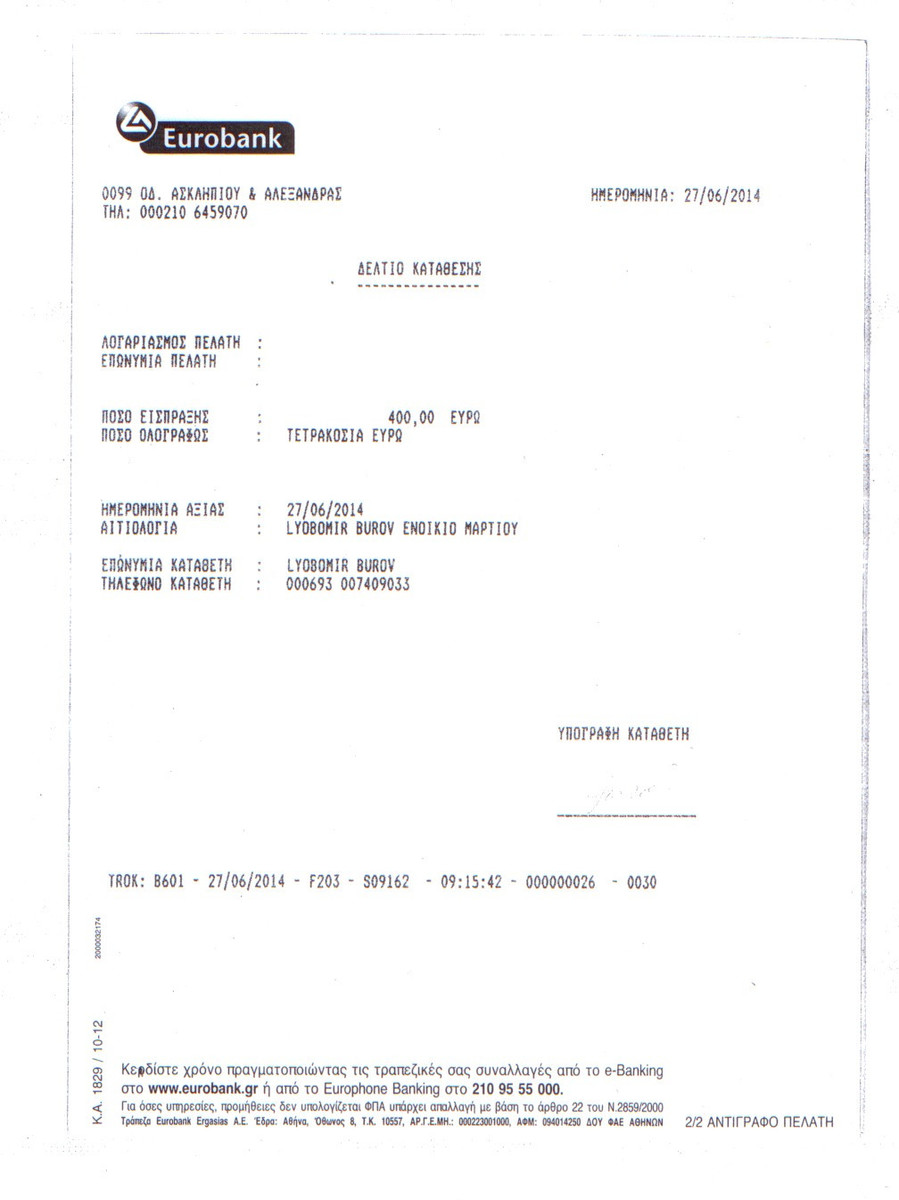 Eurobank
0099 ΟΔ. ΑΣΚΛΗΠΙΟΥ & ΑΛΕΞΑΝΔΡΑΣ
ΗΜΕΡΟΜΗΝΙΑ: 27/06/2014
ΤΗΛ: 000210 6459070
ΔΕΛΤΙΟ ΚΑΤΑΘΕΣΗΣ
----------------
ΛΟΓΑΡΙΑΣΜΟΣ ΠΕΛΑΤΗ :
ΕΠΩΝΥΜΙΑ ΠΕΛΑΤΗ :
ΠΟΣΟ ΕΙΣΠΡΑΞΗΣ : 400,00 ΕΥΡΩ
ΠΟΣΟ ΟΛΟΓΡΑΦΩΣ : ΤΕΤΡΑΚΟΣΙΑ ΕΥΡΩ
ΗΜΕΡΟΜΗΝΙΑ ΑΞΙΑΣ : 27/06/2014
ΑΙΤΙΟΛΟΓΙΑ : LYOBOMIR BUROV ΕΝΟΙΚΙΟ ΜΑΡΤΙΟΥ
ΕΠΩΝΥΜΙΑ ΚΑΤΑΘΕΤΗ : LYOBOMIR BUROV
ΤΗΛΕΦΩΝΟ ΚΑΤΑΘΕΤΗ : 000693 007409033
ΥΠΟΓΡΑΦΗ ΚΑΤΑΘΕΤΗ
TROK: B601 - 27/06/2014 - F203 - S09162 - 09:15:42 - 000000026 - 0030
2000032174
Κ.Α. 1829 / 10-12
Κερδίστε χρόνο πραγματοποιώντας τις τραπεζικές σας συναλλαγές από το e-Banking
στο www.eurobank.gr ή από το Europhone Banking στο 210 95 55 000.
Για όσες υπηρεσίες, προμήθειες δεν υπολογίζεται ΦΠΑ υπάρχει απαλλαγή με βάση το άρθρο 22 του Ν.2859/2000
Τράπεζα Eurobank Ergasias Α.Ε. Έδρα: Αθήνα, Όθωνος 8, Τ.Κ. 10557, ΑΡ.Γ.Ε.ΜΗ.: 000223001000, ΑΦΜ: 094014250 ΔΟΥ ΦΑΕ ΑΘΗΝΩΝ
2/2 ΑΝΤΙΓΡΑΦΟ ΠΕΛΑΤΗ